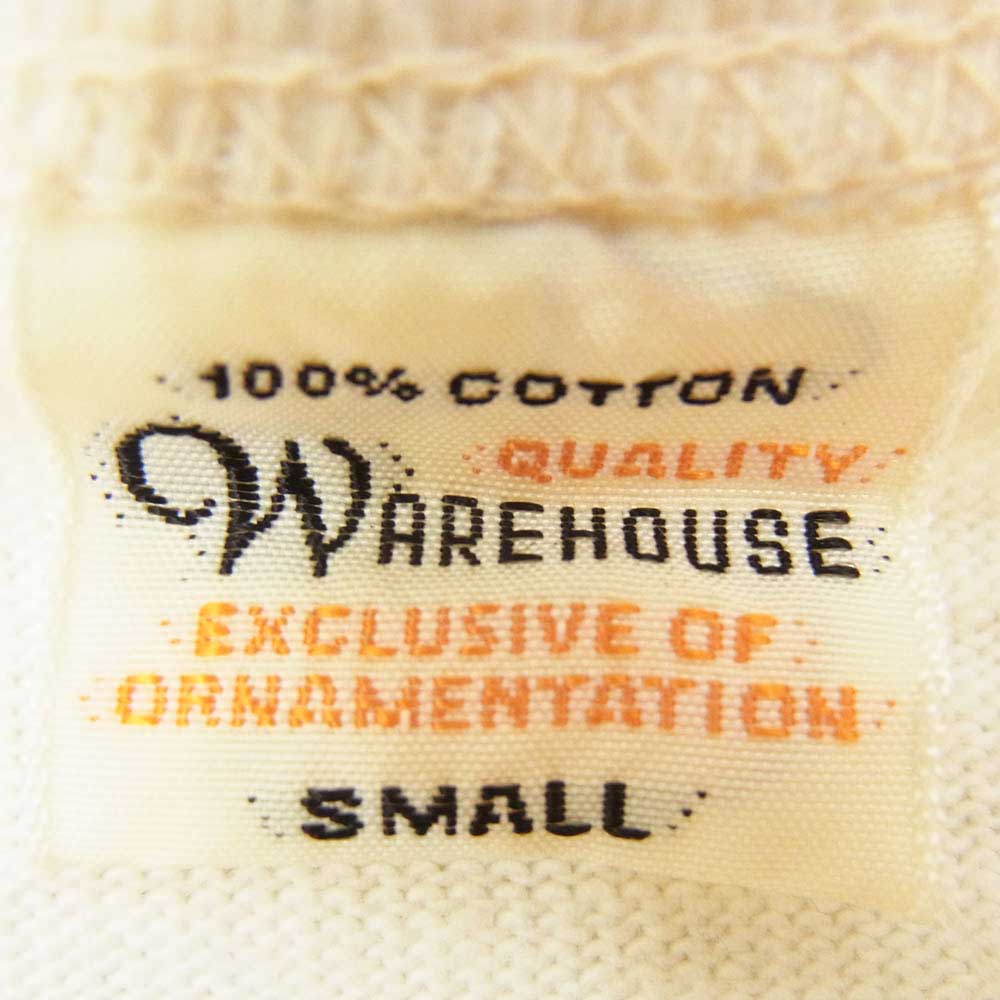 100% COTTON
QUALITY
WAREHOUSE
EXCLUSIVE OF
ORNAMENTATION
SMALL